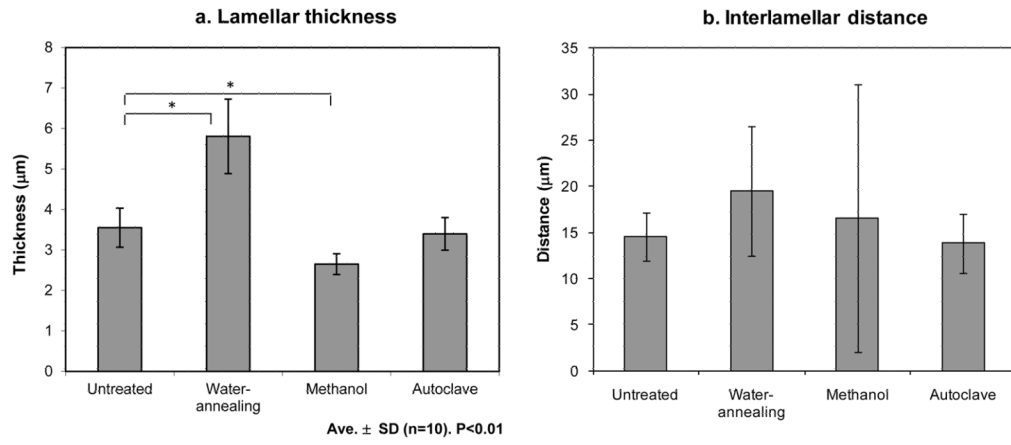 a. Lamellar thickness
8
7
6
5
4
3
2
1
0
Thickness (µm)
*
*
Untreated
Water-
annealing
Methanol
Autoclave
Ave. ± SD (n=10). P<0.01
b. Interlamellar distance
35
30
25
20
15
10
5
0
Distance (µm)
Untreated
Water-
annealing
Methanol
Autoclave